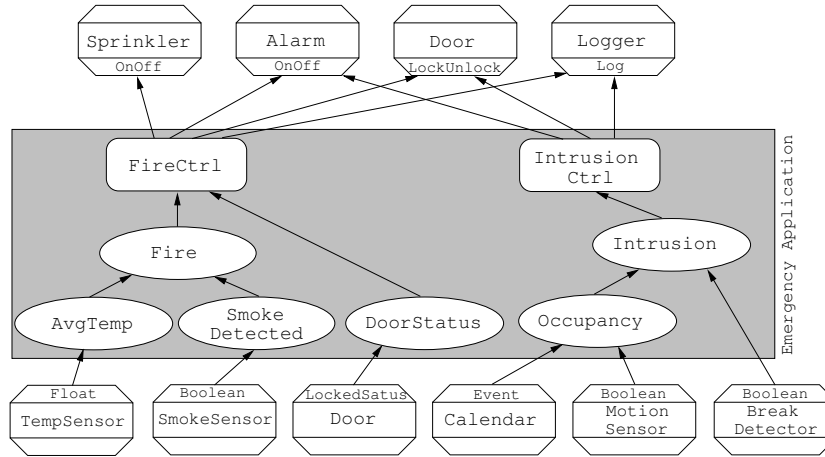 Sprinkler
OnOff
Alarm
OnOff
Door
LockUnlock
Logger
Log
FireCtrl
Intrusion
Ctrl
Emergency Application
Fire
Intrusion
AvgTemp
Smoke
Detected
DoorStatus
Occupancy
Float
TempSensor
Boolean
SmokeSensor
LockedSatus
Door
Event
Calendar
Boolean
Motion
Sensor
Boolean
Break
Detector